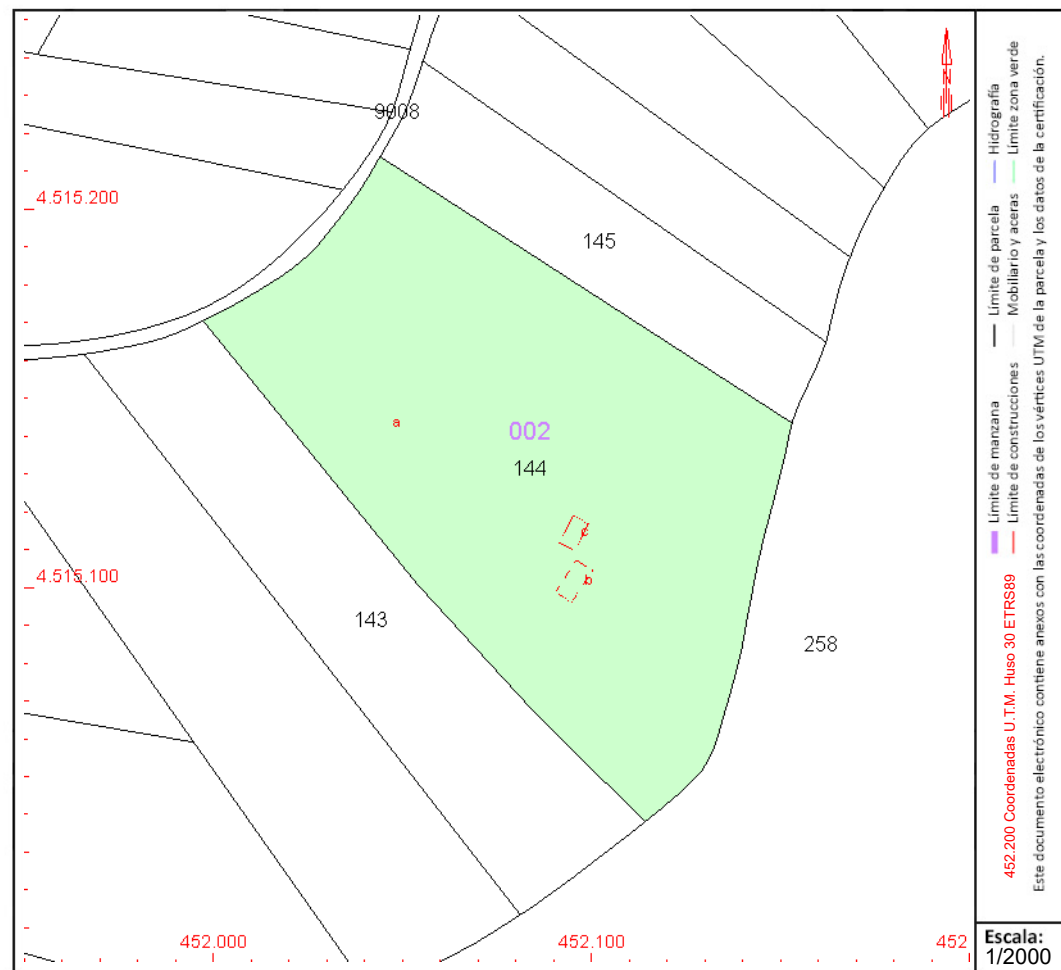 9008
4.515.200
145
a
002
144
c
b
4.515.100
143
258
452.000
452.100
452
N
Límite de manzana
Límite de parcela
Hidrografía
Límite de construcciones
Mobiliario y aceras
Límite zona verde
452.200 Coordenadas U.T.M. Huso 30 ETRS89
Este documento electrónico contiene anexos con las coordenadas de los vértices UTM de la parcela y los datos de la certificación.
Escala:
1/2000